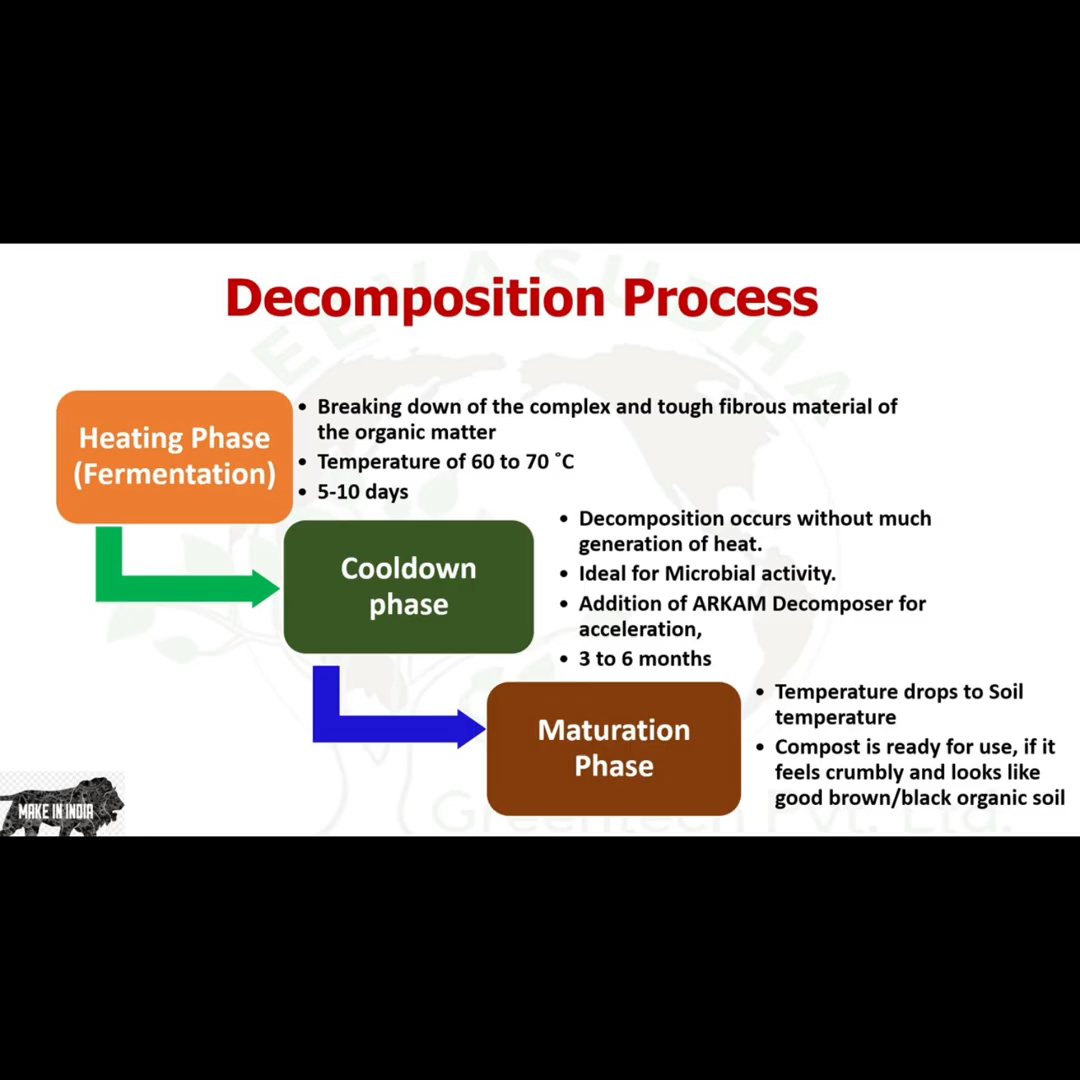 Decomposition Process
Heating Phase
(Fermentation)
• Breaking down of the complex and tough fibrous material of
the organic matter
• Temperature of 60 to 70 ˚C
• 5-10 days
Cooldown
phase
• Decomposition occurs without much
generation of heat.
• Ideal for Microbial activity.
• Addition of ARKAM Decomposer for
acceleration,
• 3 to 6 months
Maturation
Phase
• Temperature drops to Soil
temperature
• Compost is ready for use, if it
feels crumbly and looks like
good brown/black organic soil
MAKE IN INDIA
Greentech Pvt. Ltd.